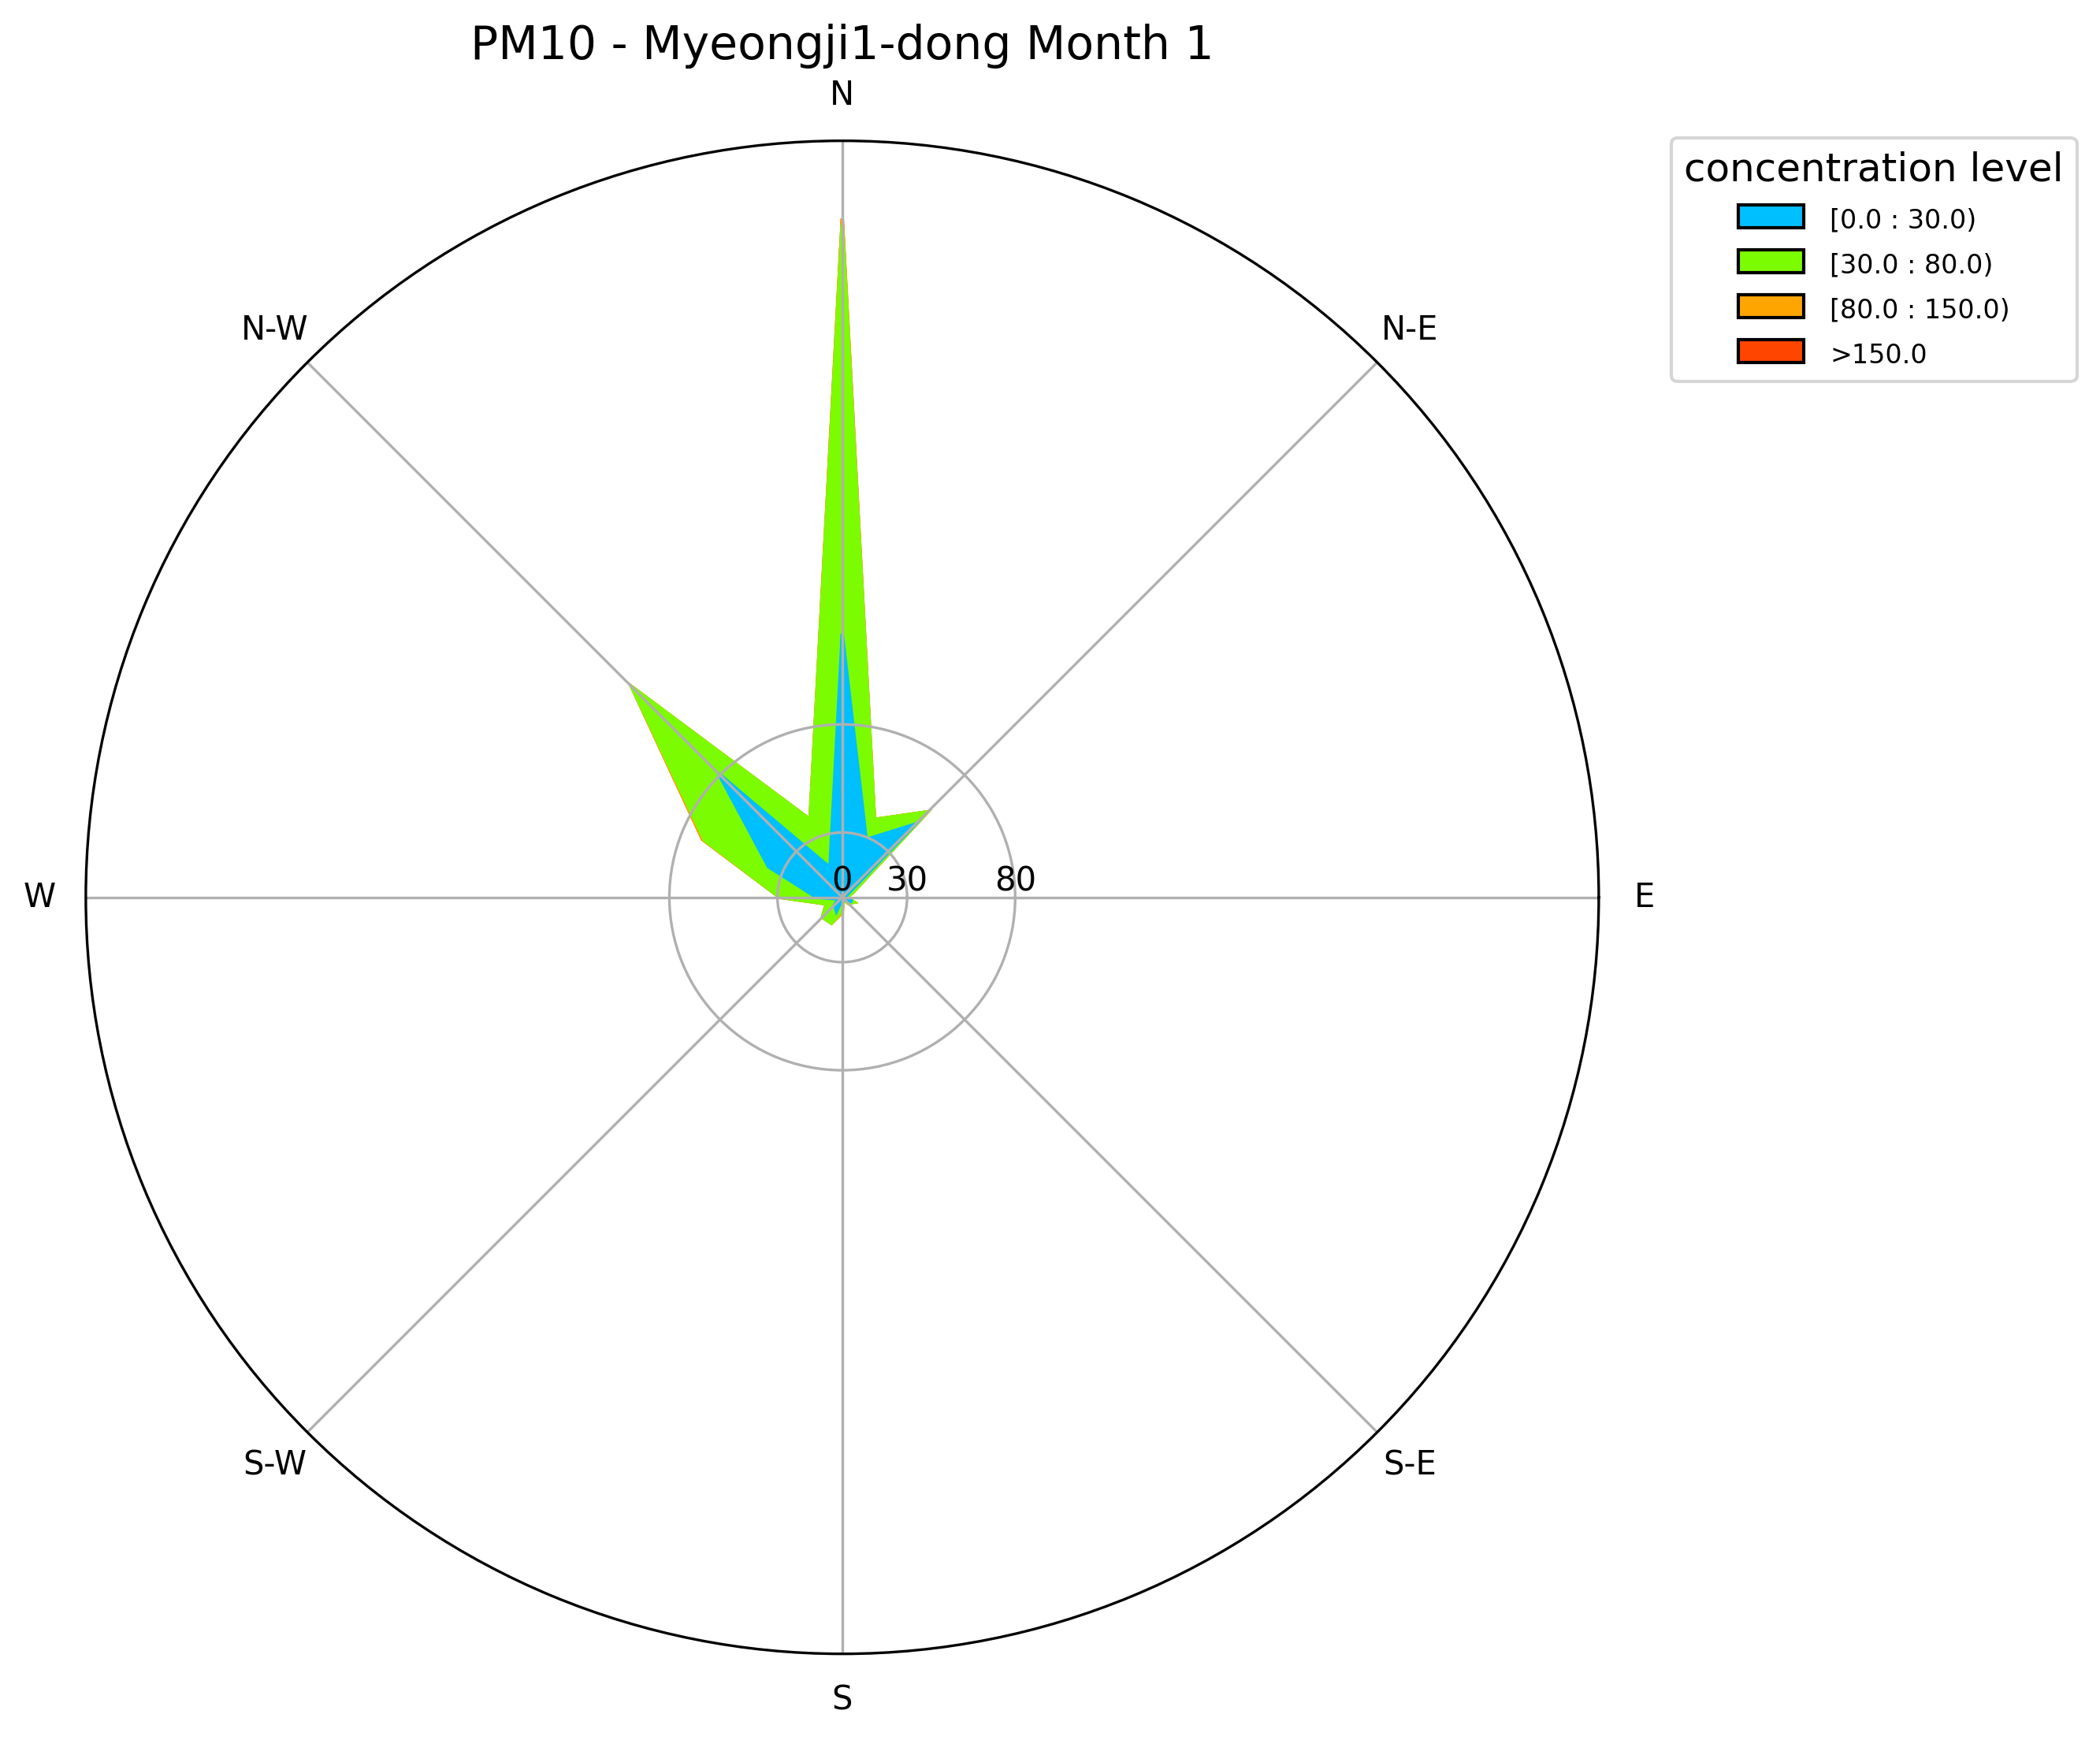 PM10 - Myeongji1-dong Month 1
N
concentration level
[0.0 : 30.0)
[30.0 : 80.0)
[80.0 : 150.0)
>150.0
N-W
N-E
0 30 80
W
E
S-W
S-E
S